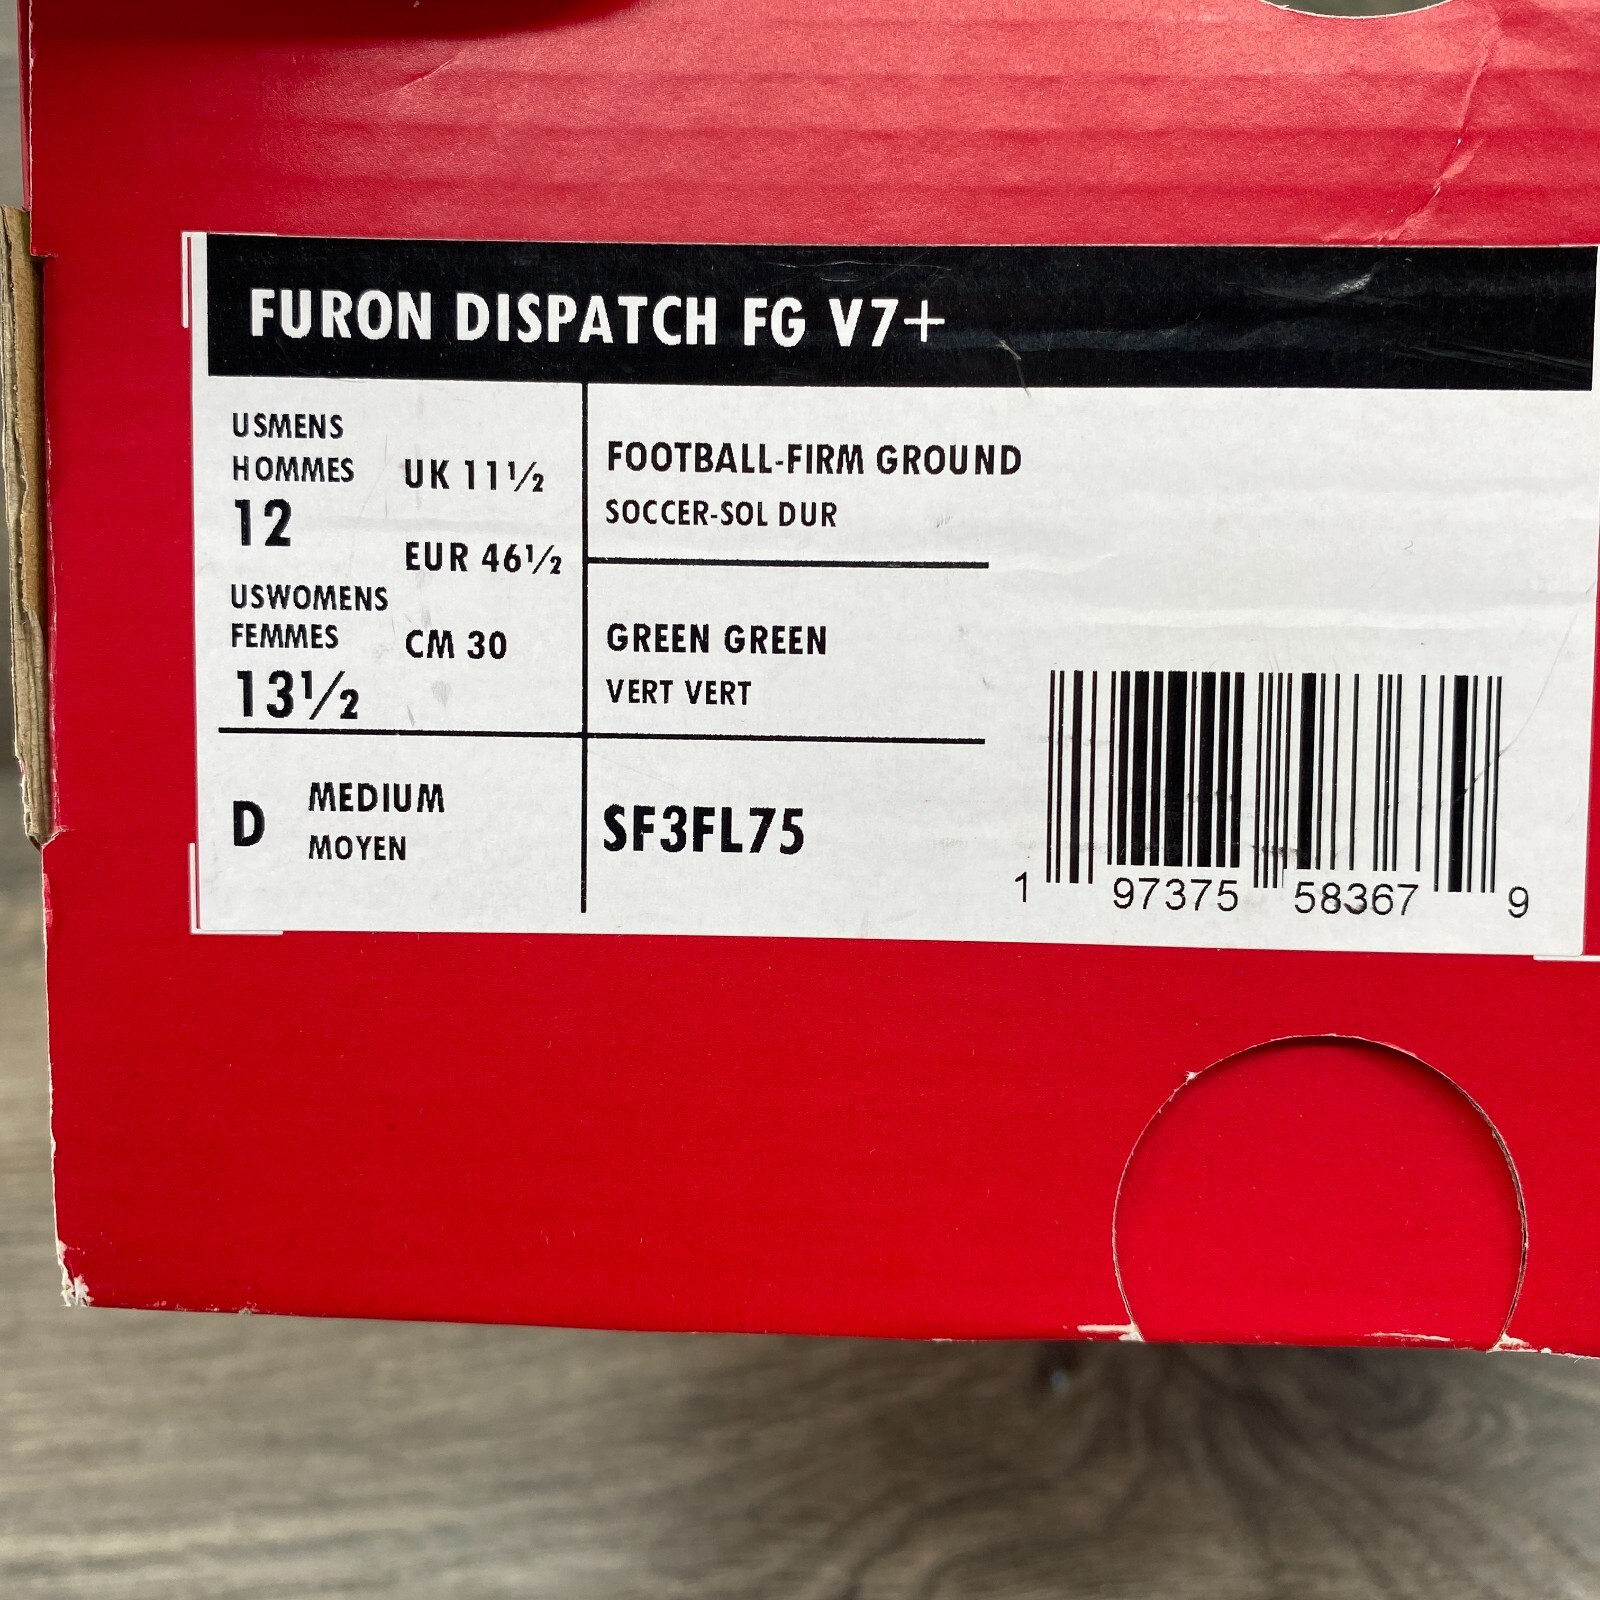 FURON DISPATCH FG V7+
USMENS
HOMMES
12
USWOMENS
FEMMES
13½
UK 11½
EUR 46½
CM 30
D
MEDIUM
MOYEN
FOOTBALL-FIRM GROUND
SOCCER-SOL DUR
GREEN GREEN
VERT VERT
SF3FL75
1 97375 58367 9